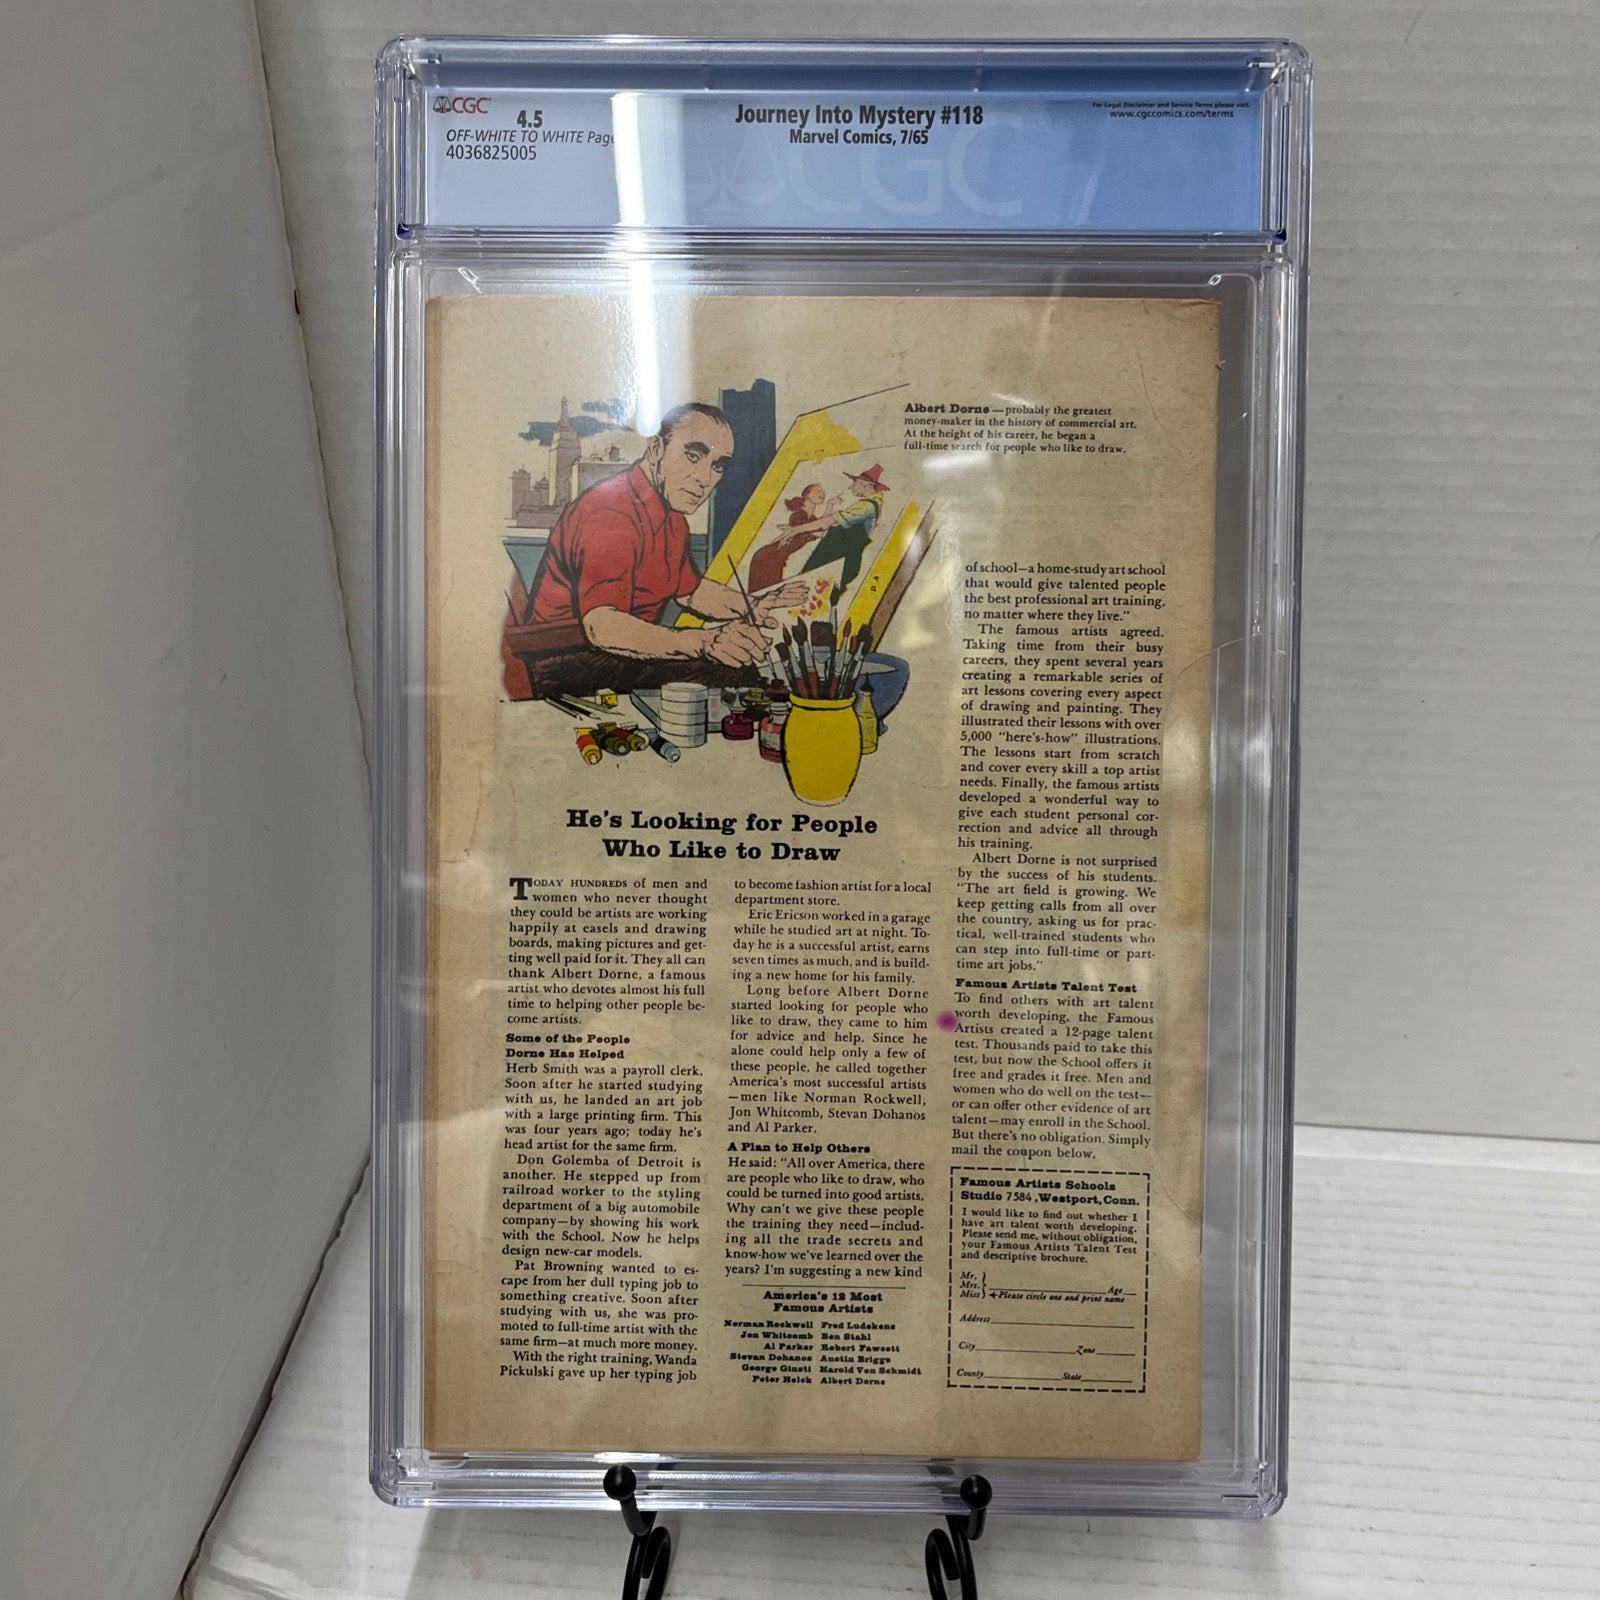 CGC
4.5
OFF-WHITE TO WHITE Page
4036825005
Journey Into Mystery #118
Marvel Comics, 7/65
For Legal Disclaimer and Service Terms please visit:
www.cgccomics.com/terms
CGC
Albert Dorne — probably the greatest
money-maker in the history of commercial art.
At the height of his career, he began a
full-time search for people who like to draw.
He's Looking for People
Who Like to Draw
TODAY HUNDREDS of men and
women who never thought
they could be artists are working
happily at easels and drawing
boards, making pictures and get-
ting well paid for it. They all can
thank Albert Dorne, a famous
artist who devotes almost his full
time to helping other people be-
come artists.
Some of the People
Dorne Has Helped
Herb Smith was a payroll clerk.
Soon after he started studying
with us, he landed an art job
with a large printing firm. This
was four years ago; today he's
head artist for the same firm.
Don Golemba of Detroit is
another. He stepped up from
railroad worker to the styling
department of a big automobile
company—by showing his work
with the School. Now he helps
design new-car models.
Pat Browning wanted to es-
cape from her dull typing job to
something creative. Soon after
studying with us, she was pro-
moted to full-time artist with the
same firm—at much more money.
With the right training, Wanda
Pickulski gave up her typing job
to become fashion artist for a local
department store.
Eric Ericson worked in a garage
while he studied art at night. To-
day he is a successful artist, earns
seven times as much, and is build-
ing a new home for his family.
Long before Albert Dorne
started looking for people who
like to draw, they came to him
for advice and help. Since he
alone could help only a few of
these people, he called together
America's most successful artists
—men like Norman Rockwell,
Jon Whitcomb, Stevan Dohanos
and Al Parker.
A Plan to Help Others
He said: "All over America, there
are people who like to draw, who
could be turned into good artists.
Why can't we give these people
the training they need—includ-
ing all the trade secrets and
know-how we've learned over the
years? I'm suggesting a new kind
America's 12 Most
Famous Artists
Norman Rockwell Fred Ludekens
Jon Whitcomb Ben Stahl
Al Parker Robert Fawcett
Stevan Dohanos Austin Briggs
George Giusti Harold Von Schmidt
Peter Helck Albert Dorne
of school—a home-study art school
that would give talented people
the best professional art training,
no matter where they live."
The famous artists agreed.
Taking time from their busy
careers, they spent several years
creating a remarkable series of
art lessons covering every aspect
of drawing and painting. They
illustrated their lessons with over
5,000 "here's-how" illustrations.
The lessons start from scratch
and cover every skill a top artist
needs. Finally, the famous artists
developed a wonderful way to
give each student personal cor-
rection and advice all through
his training.
Albert Dorne is not surprised
by the success of his students.
"The art field is growing. We
keep getting calls from all over
the country, asking us for prac-
tical, well-trained students who
can step into full-time or part-
time art jobs."
Famous Artists Talent Test
To find others with art talent
worth developing, the Famous
Artists created a 12-page talent
test. Thousands paid to take this
test, but now the School offers it
free and grades it free. Men and
women who do well on the test—
or can offer other evidence of art
talent—may enroll in the School.
But there's no obligation. Simply
mail the coupon below.
Famous Artists Schools
Studio 7584, Westport, Conn.
I would like to find out whether I
have art talent worth developing.
Please send me, without obligation,
your Famous Artists Talent Test
and descriptive brochure.
Mr.
Mrs. Age
Miss Please circle one and print name
Address
City Zone
County State